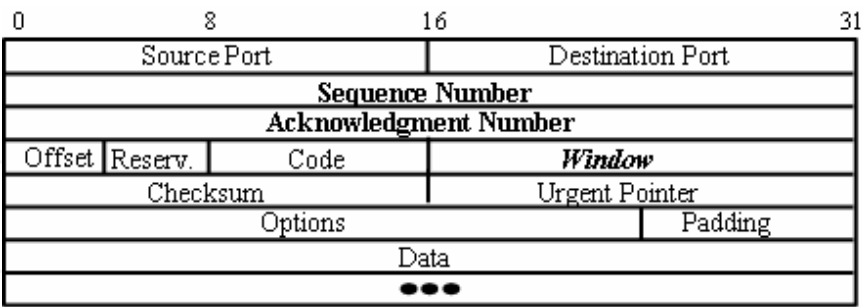 0 8 16 31
Source Port Destination Port
Sequence Number
Acknowledgment Number
Offset Reserv. Code Window
Checksum Urgent Pointer
Options Padding
Data